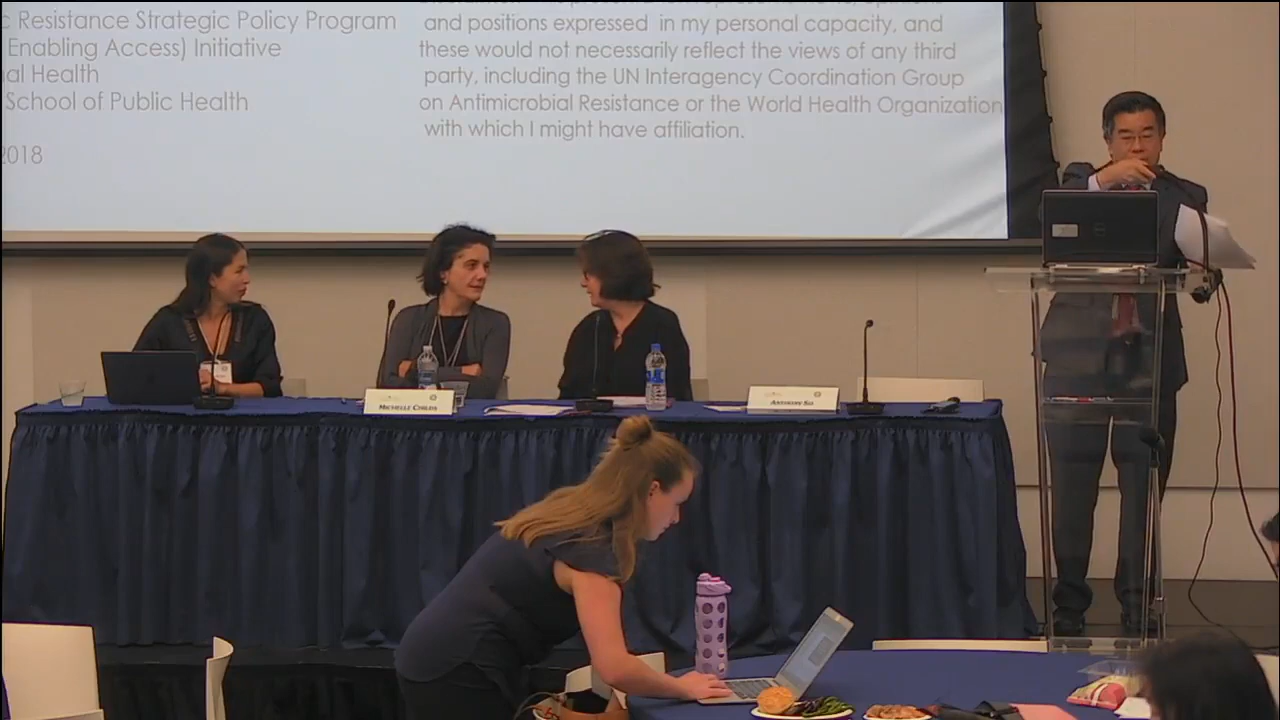 c Resistance Strategic Policy Program
Enabling Access) Initiative
al Health
School of Public Health
2018
and positions expressed in my personal capacity, and
these would not necessarily reflect the views of any third
party, including the UN Interagency Coordination Group
on Antimicrobial Resistance or the World Health Organization
with which I might have affiliation.
MICHELLE CHILDS
ANTHONY SO